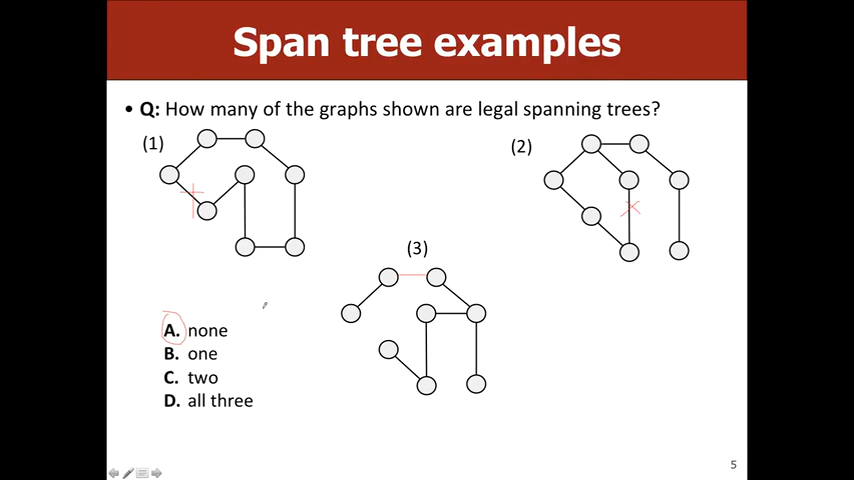 Span tree examples
• Q: How many of the graphs shown are legal spanning trees?
(1)
(2)
(3)
A. none
B. one
C. two
D. all three
5